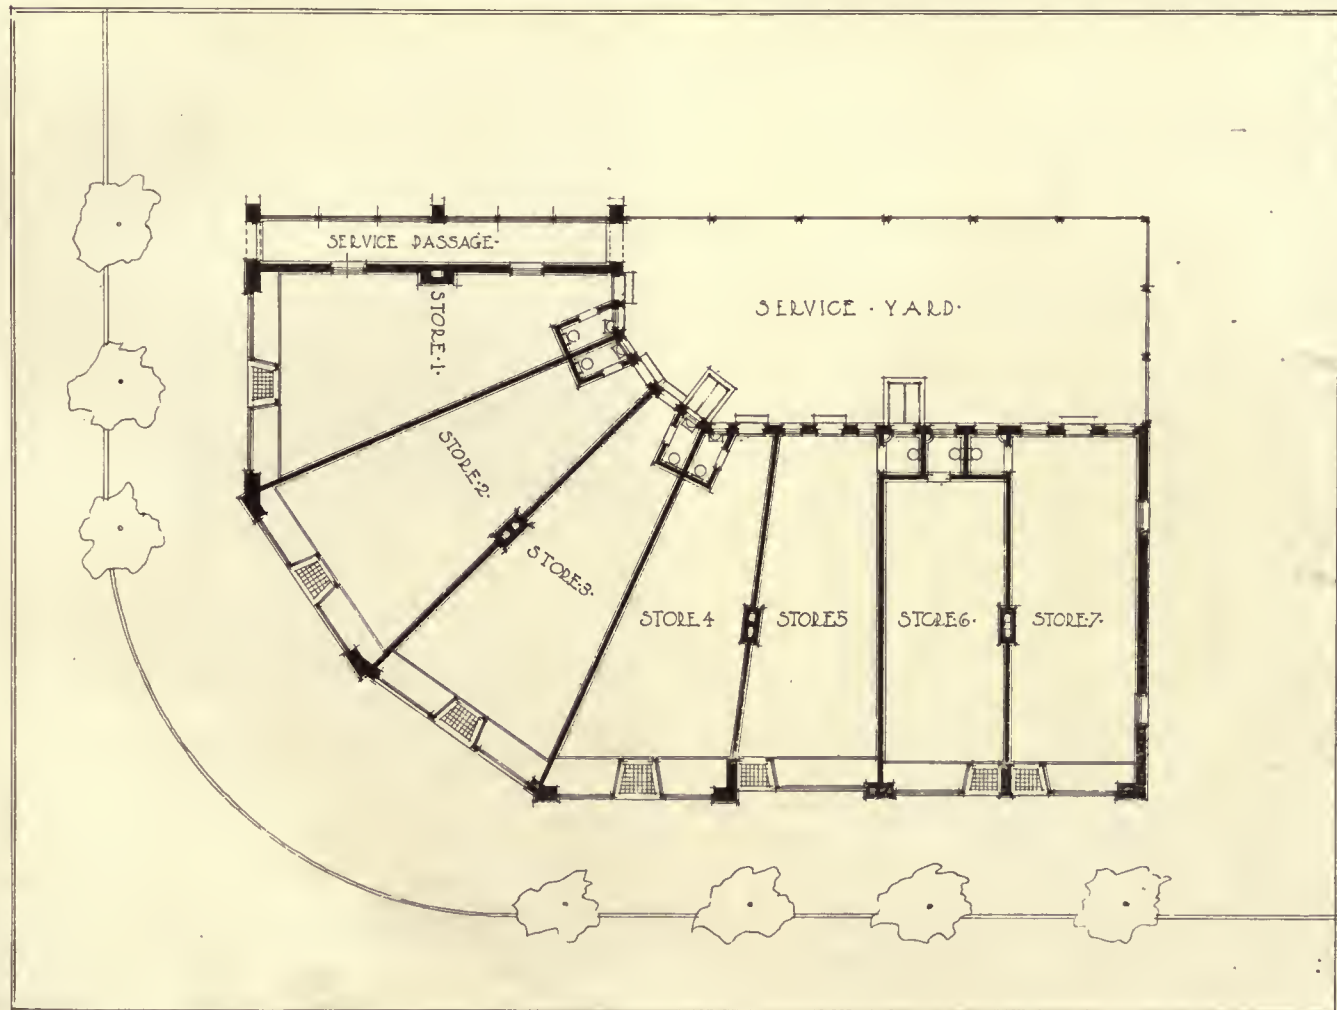 SERVICE PASSAGE·
SERVICE · YARD·
STORE·1·
STORE·2·
STORE·3·
STORE 4
STORE 5
STORE 6·
STORE·7·